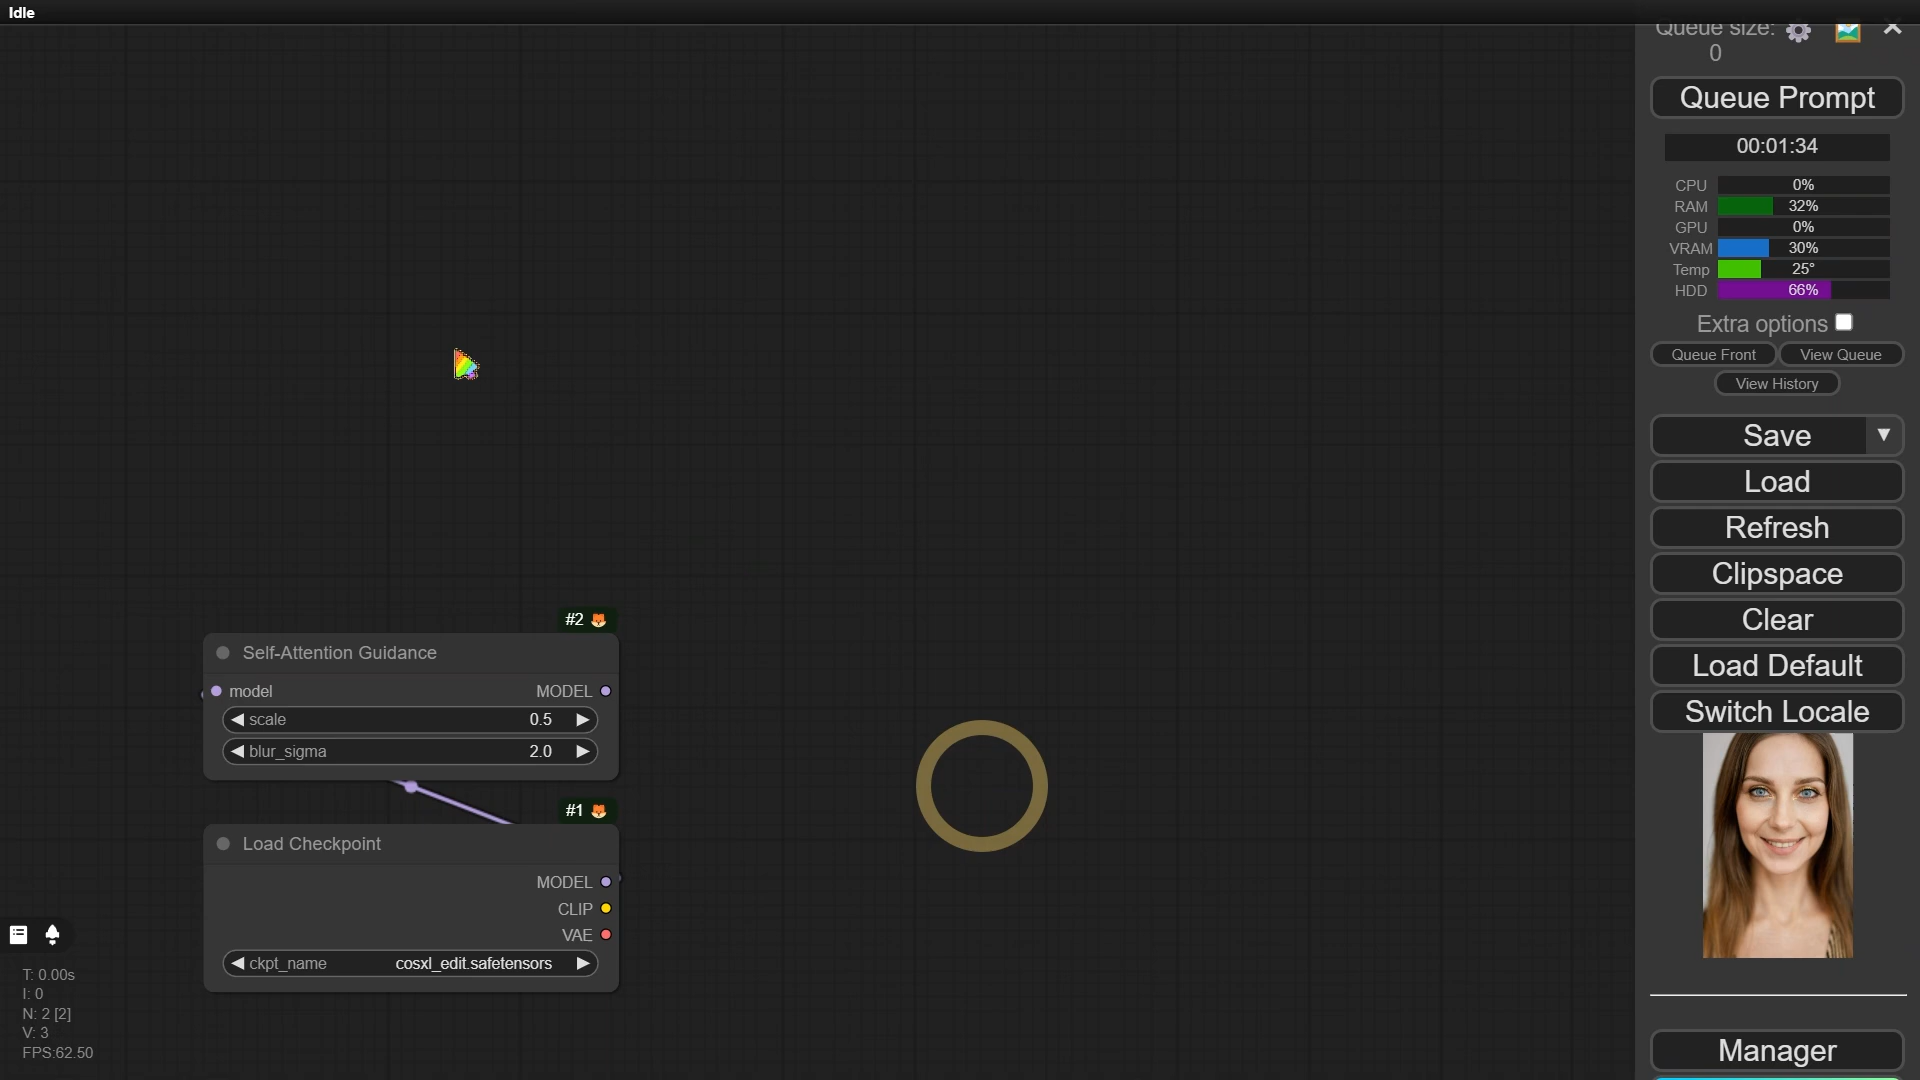 Idle
Queue size:
0
Queue Prompt
00:01:34
CPU 0%
RAM 32%
GPU 0%
VRAM 30%
Temp 25°
HDD 66%
Extra options
Queue Front View Queue
View History
Save ▼
Load
Refresh
Clipspace
Clear
Load Default
Switch Locale
Manager
#2
Self-Attention Guidance
model MODEL
scale 0.5
blur_sigma 2.0
#1
Load Checkpoint
MODEL
CLIP
VAE
ckpt_name cosxl_edit.safetensors
T: 0.00s
I: 0
N: 2 [2]
V: 3
FPS:62.50